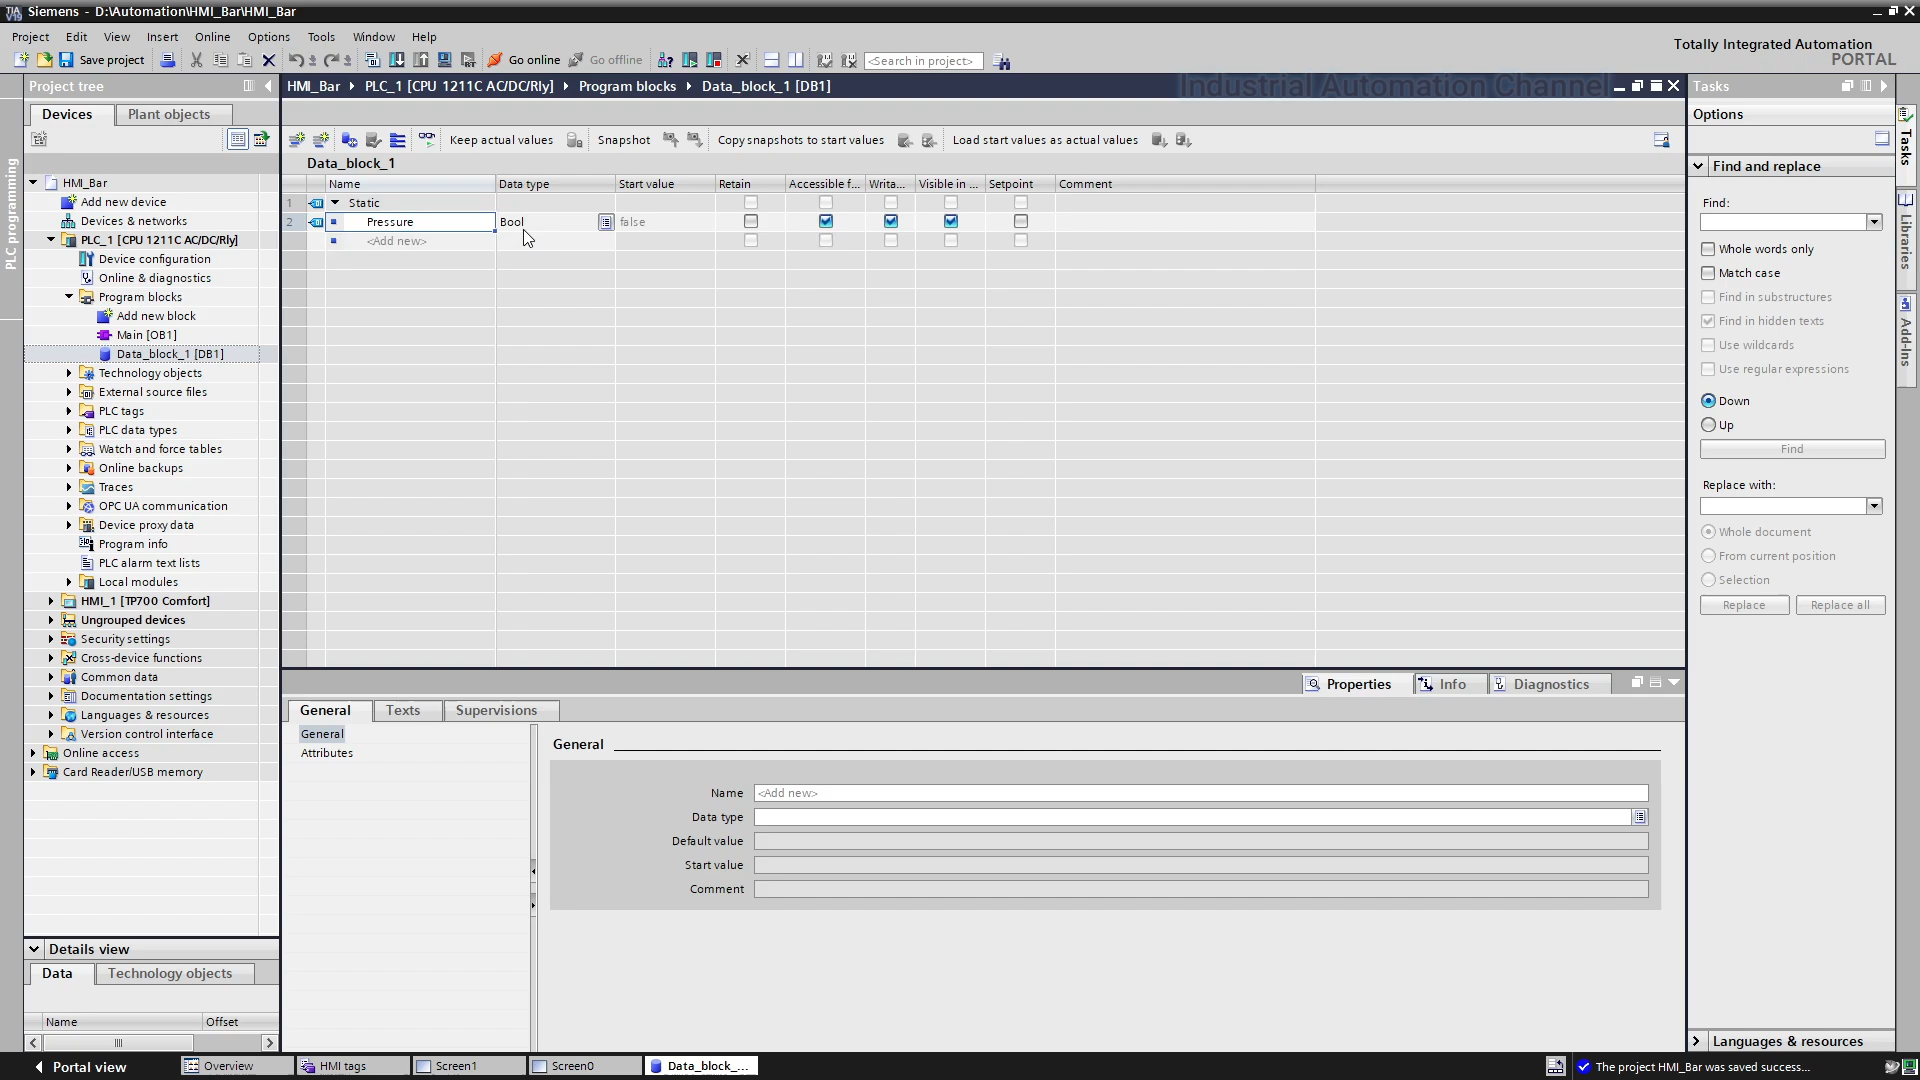 Siemens - D:\Automation\HMI_Bar\HMI_Bar
Project Edit View Insert Online Options Tools Window Help
Totally Integrated Automation
PORTAL
Save project
Go online
Go offline
<Search in project>
Project tree
HMI_Bar PLC_1 [CPU 1211C AC/DC/Rly] Program blocks Data_block_1 [DB1]
Industrial Automation Channel
Tasks
Devices
Plant objects
Options
Keep actual values
Snapshot
Copy snapshots to start values
Load start values as actual values
Data_block_1
Name Data type Start value Retain Accessible f... Writa... Visible in ... Setpoint Comment
1 Static
2 Pressure Bool false
<Add new>
PLC programming
HMI_Bar
Add new device
Devices & networks
PLC_1 [CPU 1211C AC/DC/Rly]
Device configuration
Online & diagnostics
Program blocks
Add new block
Main [OB1]
Data_block_1 [DB1]
Technology objects
External source files
PLC tags
PLC data types
Watch and force tables
Online backups
Traces
OPC UA communication
Device proxy data
Program info
PLC alarm text lists
Local modules
HMI_1 [TP700 Comfort]
Ungrouped devices
Security settings
Cross-device functions
Common data
Documentation settings
Languages & resources
Version control interface
Online access
Card Reader/USB memory
Details view
Data
Technology objects
Name Offset
Properties
Info
Diagnostics
General
Texts
Supervisions
General
Attributes
General
Name <Add new>
Data type
Default value
Start value
Comment
Find and replace
Find:
Whole words only
Match case
Find in substructures
Find in hidden texts
Use wildcards
Use regular expressions
Down
Up
Find
Replace with:
Whole document
From current position
Selection
Replace
Replace all
Languages & resources
Tasks
Libraries
Add-Ins
Portal view
Overview
HMI tags
Screen1
Screen0
Data_block_...
The project HMI_Bar was saved success...